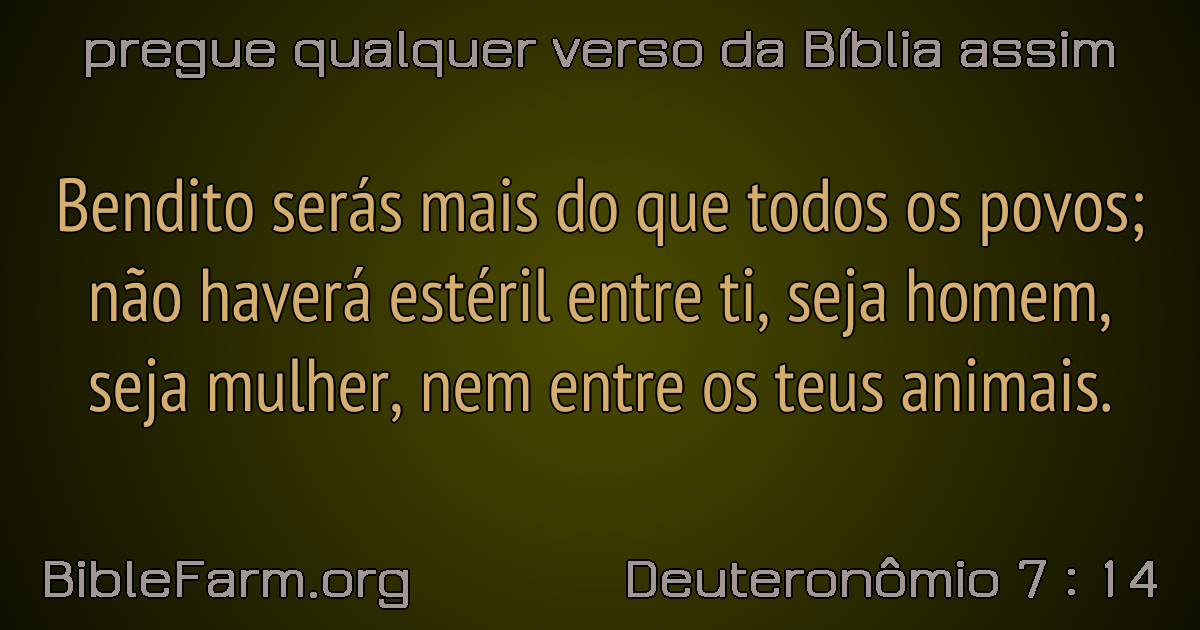 pregue qualquer verso da Bíblia assim
Bendito serás mais do que todos os povos;
não haverá estéril entre ti, seja homem,
seja mulher, nem entre os teus animais.
BibleFarm.org
Deuteronômio 7 : 14